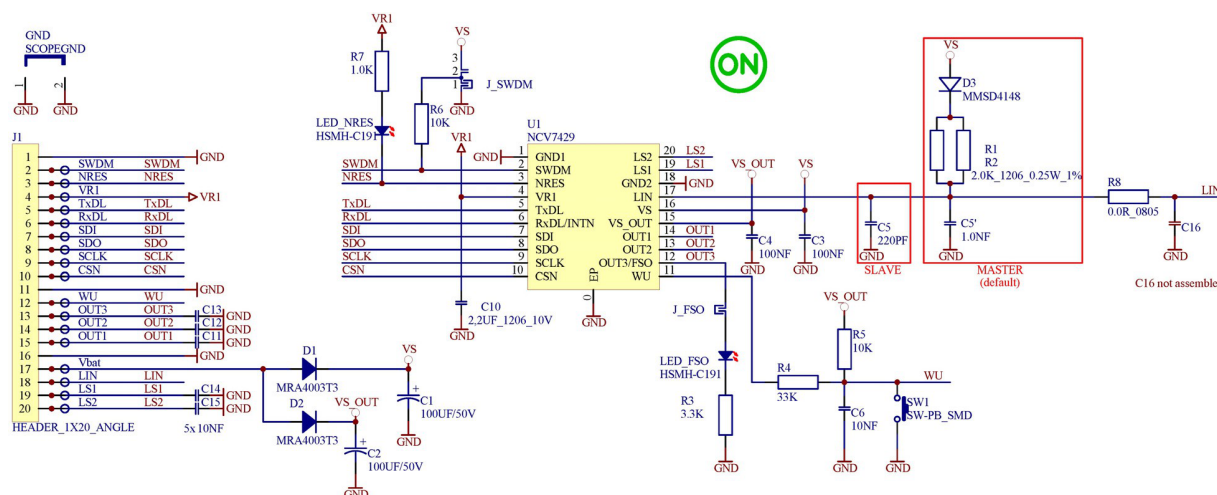 GND
SCOPEGND
1
2
GND
GND
VR1
R7
1.0K
LED_NRES
HSMH-C191
VS
3
2
1
J_SWDM
GND
R6
10K
VR1
ON
J1
1
GND
2
SWDM
SWDM
3
NRES
NRES
4
VR1
VR1
5
TxDL
TxDL
6
RxDL
RxDL
7
SDI
SDI
8
SDO
SDO
9
SCLK
SCLK
10
CSN
CSN
11
GND
12
WU
WU
13
OUT3
OUT3
C13
GND
14
OUT2
OUT2
C12
GND
15
OUT1
OUT1
C11
GND
16
GND
17
Vbat
18
LIN
LIN
19
LS1
LS1
C14
GND
20
LS2
LS2
C15
GND
HEADER_1X20_ANGLE
5x10NF
D1
MRA4003T3
D2
MRA4003T3
VS
C1
100UF/50V
GND
VS_OUT
C2
100UF/50V
GND
SWDM
NRES
TxDL
RxDL
SDI
SDO
SCLK
CSN
C10
2,2UF_1206_10V
GND
U1
NCV7429
GND
1
GND1
2
SWDM
3
NRES
4
VR1
5
TxDL
6
RxDL/INTN
7
SDI
8
SDO
9
SCLK
10
CSN
EP
0
GND
LS2
20
LS2
LS1
19
LS1
GND2
18
GND
LIN
17
VS
16
VS_OUT
15
OUT1
14
OUT1
OUT2
13
OUT2
OUT3/FSO
12
OUT3
WU
11
VS_OUT
VS
C4
100NF
GND
C3
100NF
GND
C5
220PF
GND
SLAVE
VS
D3
MMSD4148
R1
R2
2.0K_1206_0.25W_1%
C5'
1.0NF
GND
MASTER
(default)
R8
0.0R_0805
LIN
C16
GND
C16 not assemble
J_FSO
LED_FSO
HSMH-C191
R3
3.3K
GND
R4
33K
VS_OUT
R5
10K
C6
10NF
GND
WU
SW1
SW-PB_SMD
GND